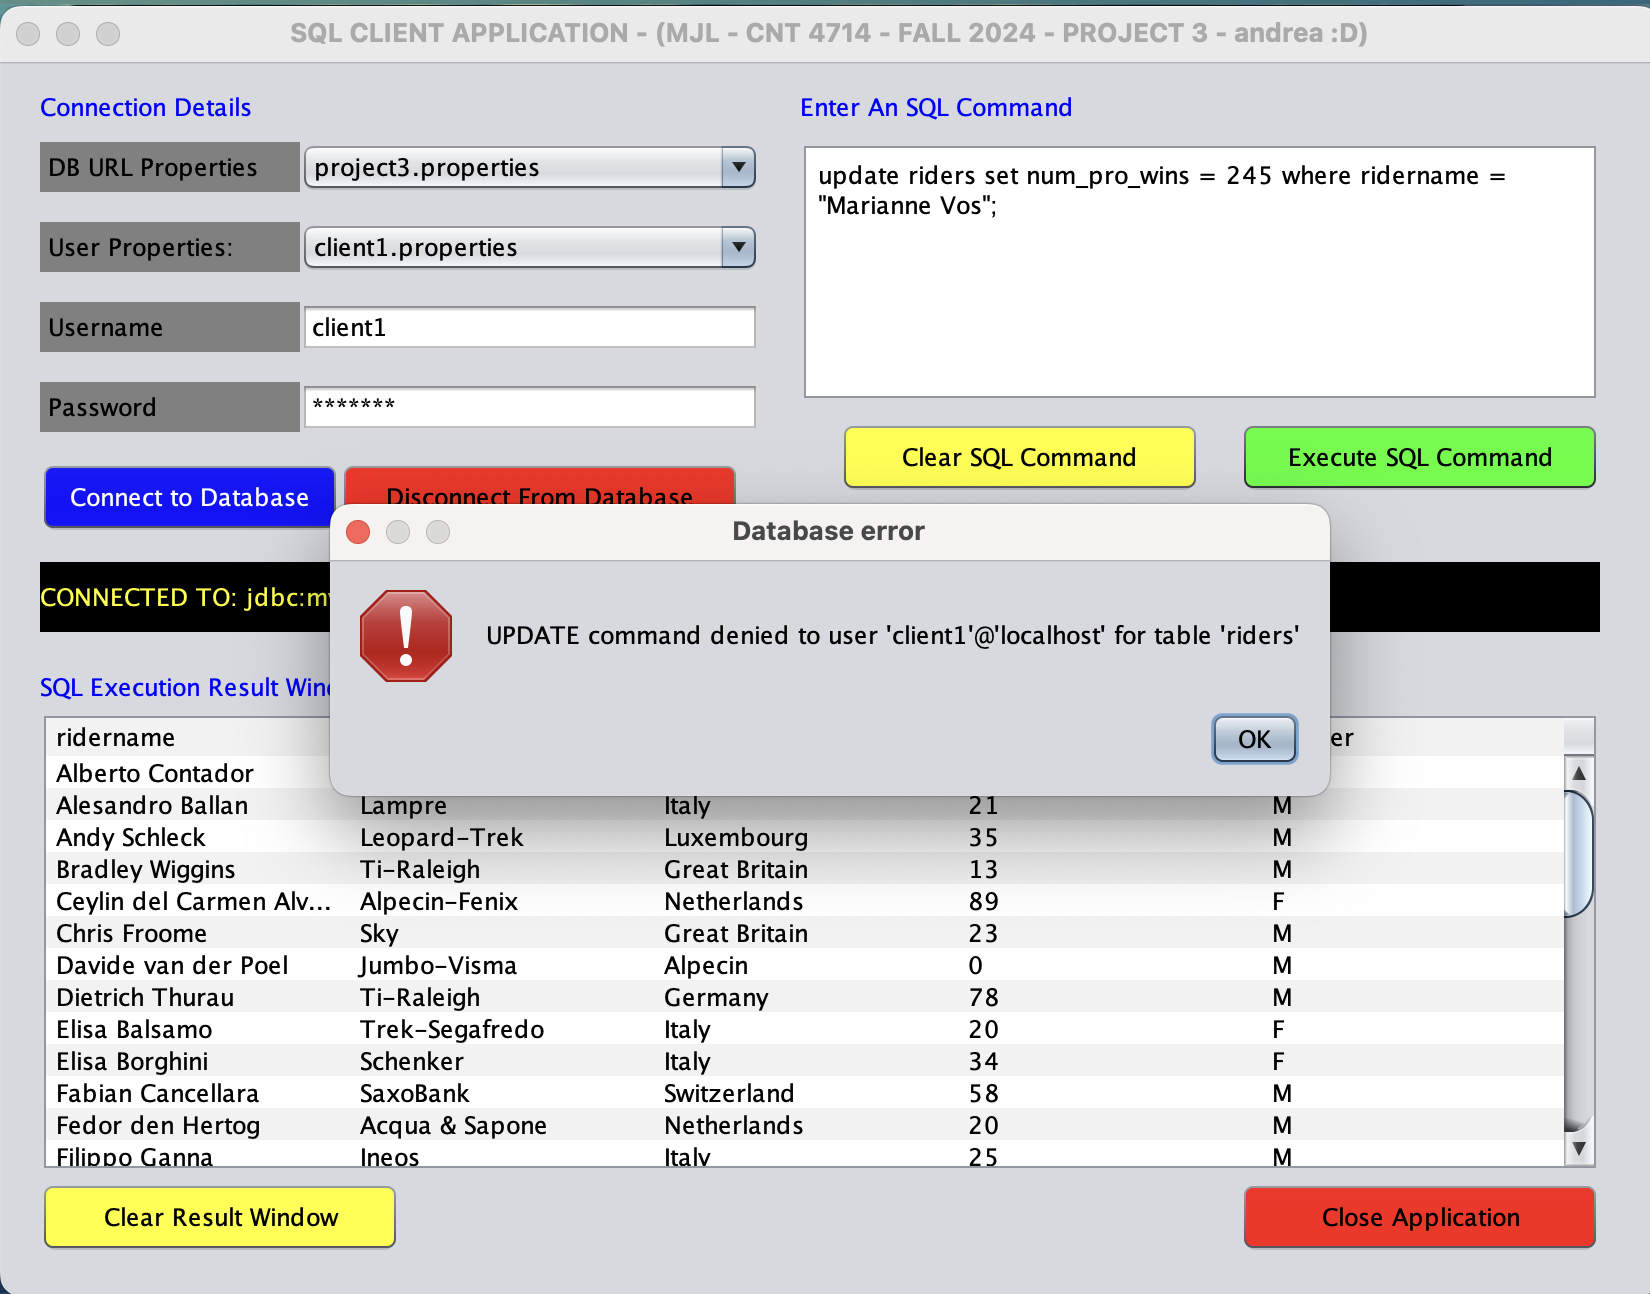 SQL CLIENT APPLICATION - (MJL - CNT 4714 - FALL 2024 - PROJECT 3 - andrea :D)
Connection Details
DB URL Properties project3.properties
User Properties: client1.properties
Username client1
Password *******
Connect to Database Disconnect From Database
Enter An SQL Command
update riders set num_pro_wins = 245 where ridername =
"Marianne Vos";
Clear SQL Command Execute SQL Command
CONNECTED TO:
Database error
UPDATE command denied to user 'client1'@'localhost' for table 'riders'
OK
SQL Execution Result
ridername
Alberto Contador
Alesandro Ballan Lampre Italy 21 M
Andy Schleck Leopard-Trek Luxembourg 35 M
Bradley Wiggins Ti-Raleigh Great Britain 13 M
Ceylin del Carmen Alv... Alpecin-Fenix Netherlands 89 F
Chris Froome Sky Great Britain 23 M
Davide van der Poel Jumbo-Visma Alpecin 0 M
Dietrich Thurau Ti-Raleigh Germany 78 M
Elisa Balsamo Trek-Segafredo Italy 20 F
Elisa Borghini Schenker Italy 34 F
Fabian Cancellara SaxoBank Switzerland 58 M
Fedor den Hertog Acqua & Sapone Netherlands 20 M
Filippo Ganna Ineos Italy 25 M
Clear Result Window Close Application